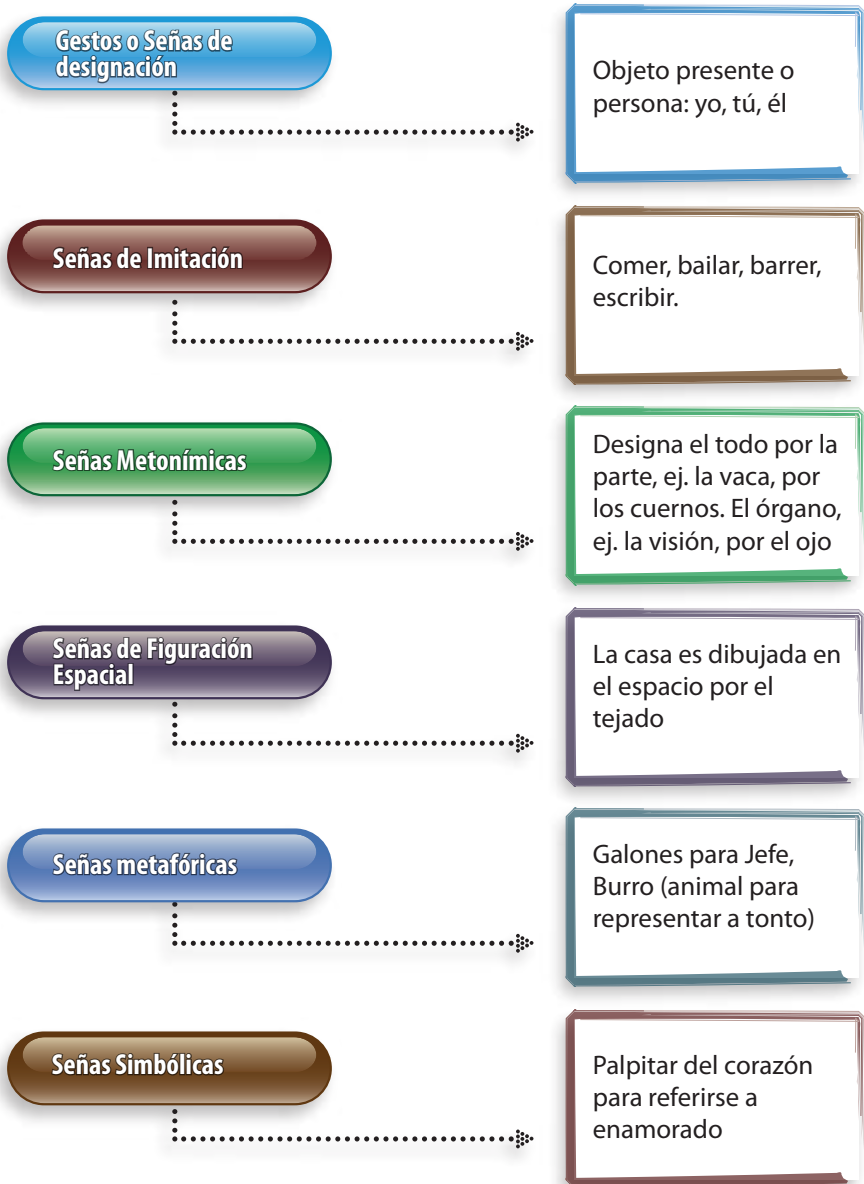 Gestos o Señas de
designación
Objeto presente o
persona: yo, tú, él
Señas de Imitación
Comer, bailar, barrer,
escribir.
Señas Metonímicas
Designa el todo por la
parte, ej. la vaca, por
los cuernos. El órgano,
ej. la visión, por el ojo
Señas de Figuración
Espacial
La casa es dibujada en
el espacio por el
tejado
Señas metafóricas
Galones para Jefe,
Burro (animal para
representar a tonto)
Señas Simbólicas
Palpitar del corazón
para referirse a
enamorado